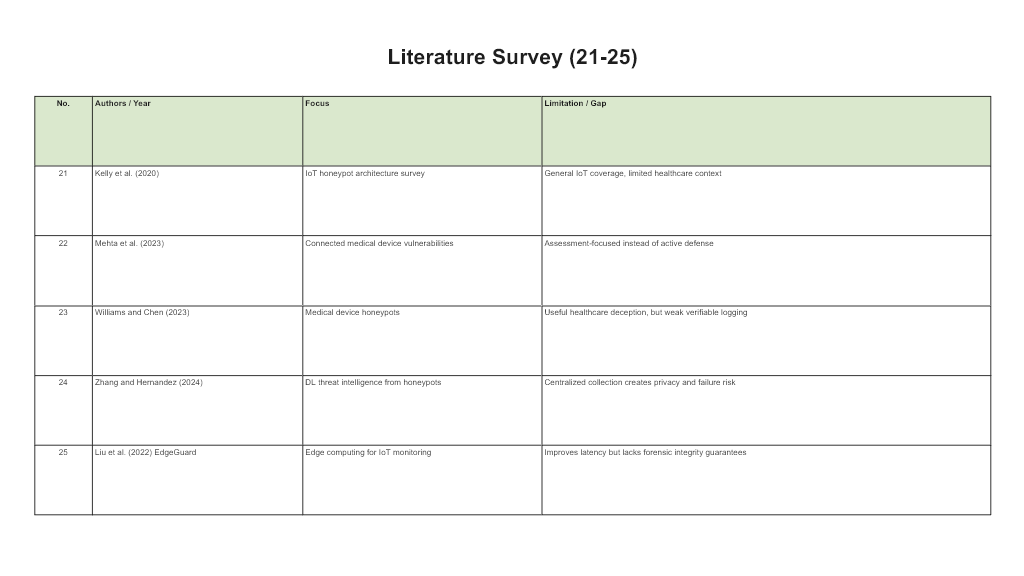 Literature Survey (21-25)
No. Authors / Year Focus Limitation / Gap
21 Kelly et al. (2020) IoT honeypot architecture survey General IoT coverage, limited healthcare context
22 Mehta et al. (2023) Connected medical device vulnerabilities Assessment-focused instead of active defense
23 Williams and Chen (2023) Medical device honeypots Useful healthcare deception, but weak verifiable logging
24 Zhang and Hernandez (2024) DL threat intelligence from honeypots Centralized collection creates privacy and failure risk
25 Liu et al. (2022) EdgeGuard Edge computing for IoT monitoring Improves latency but lacks forensic integrity guarantees